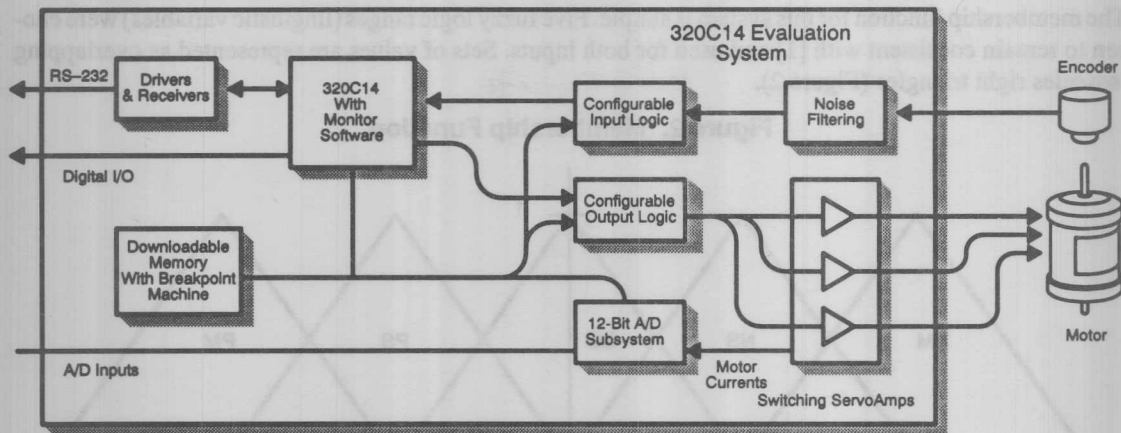 320C14 Evaluation
System
RS–232
Drivers
& Receivers
320C14
With
Monitor
Software
Configurable
Input Logic
Noise
Filtering
Encoder
Digital I/O
Configurable
Output Logic
Downloadable
Memory
With Breakpoint
Machine
12-Bit A/D
Subsystem
Motor
A/D Inputs
Motor
Currents
Switching ServoAmps